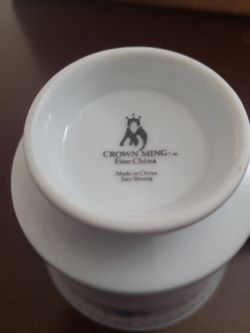 CROWN MING T.M.
Fine China
Made in China
Jian Shiang